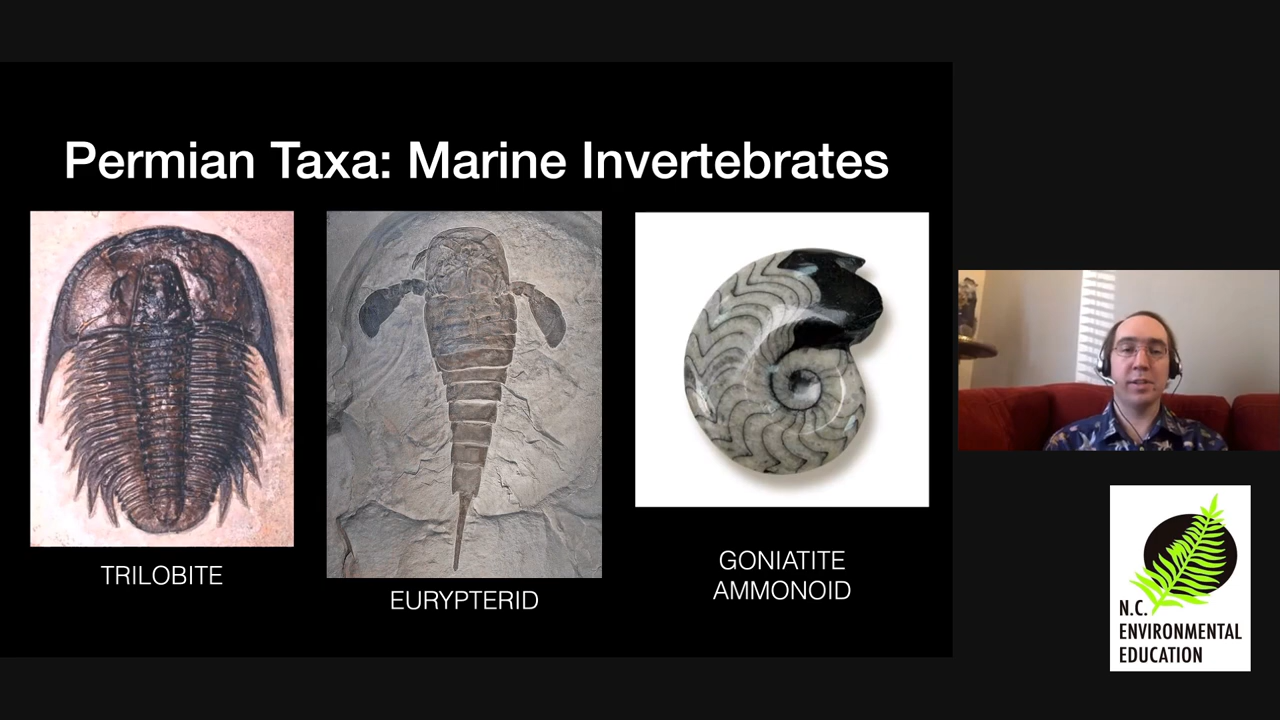 Permian Taxa: Marine Invertebrates
TRILOBITE
EURYPTERID
GONIATITE
AMMONOID
N.C.
ENVIRONMENTAL
EDUCATION